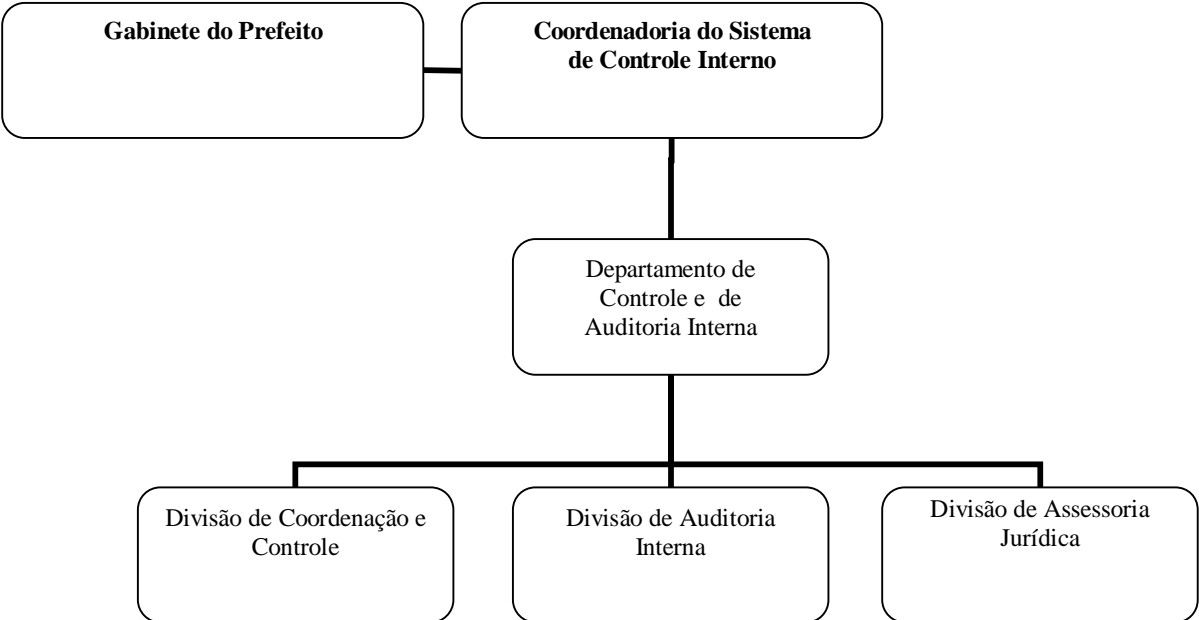 Gabinete do Prefeito
Coordenadoria do Sistema
de Controle Interno
Departamento de
Controle e  de
Auditoria Interna
Divisão de Coordenação e
Controle
Divisão de Auditoria
Interna
Divisão de Assessoria
Jurídica